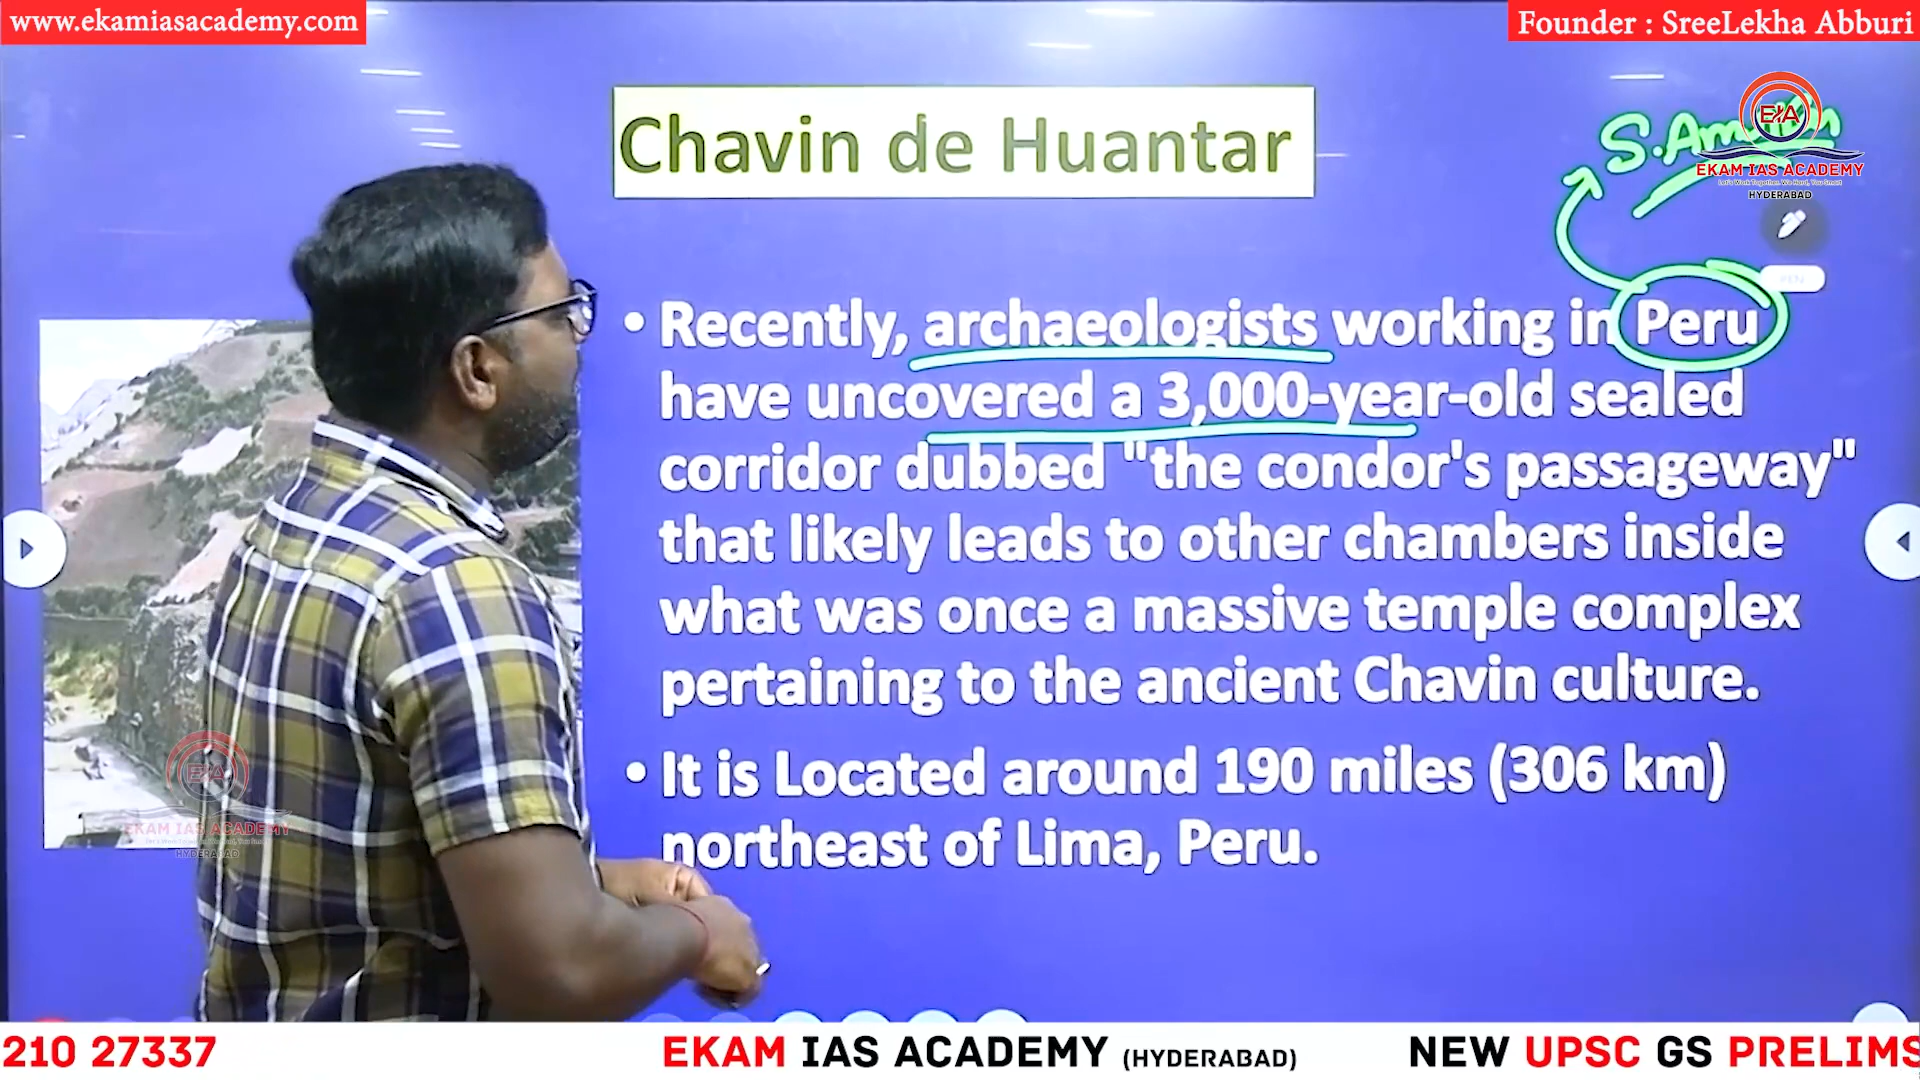 www.ekamiasacademy.com
Founder : SreeLekha Abburi
Chavin de Huantar
EIA
EKAM IAS ACADEMY
HYDERABAD
• Recently, archaeologists working in Peru
have uncovered a 3,000-year-old sealed
corridor dubbed "the condor's passageway"
that likely leads to other chambers inside
what was once a massive temple complex
pertaining to the ancient Chavin culture.
• It is Located around 190 miles (306 km)
northeast of Lima, Peru.
EIA
EKAM IAS ACADEMY
HYDERABAD
210 27337
EKAM IAS ACADEMY (HYDERABAD)
NEW UPSC GS PRELIMS